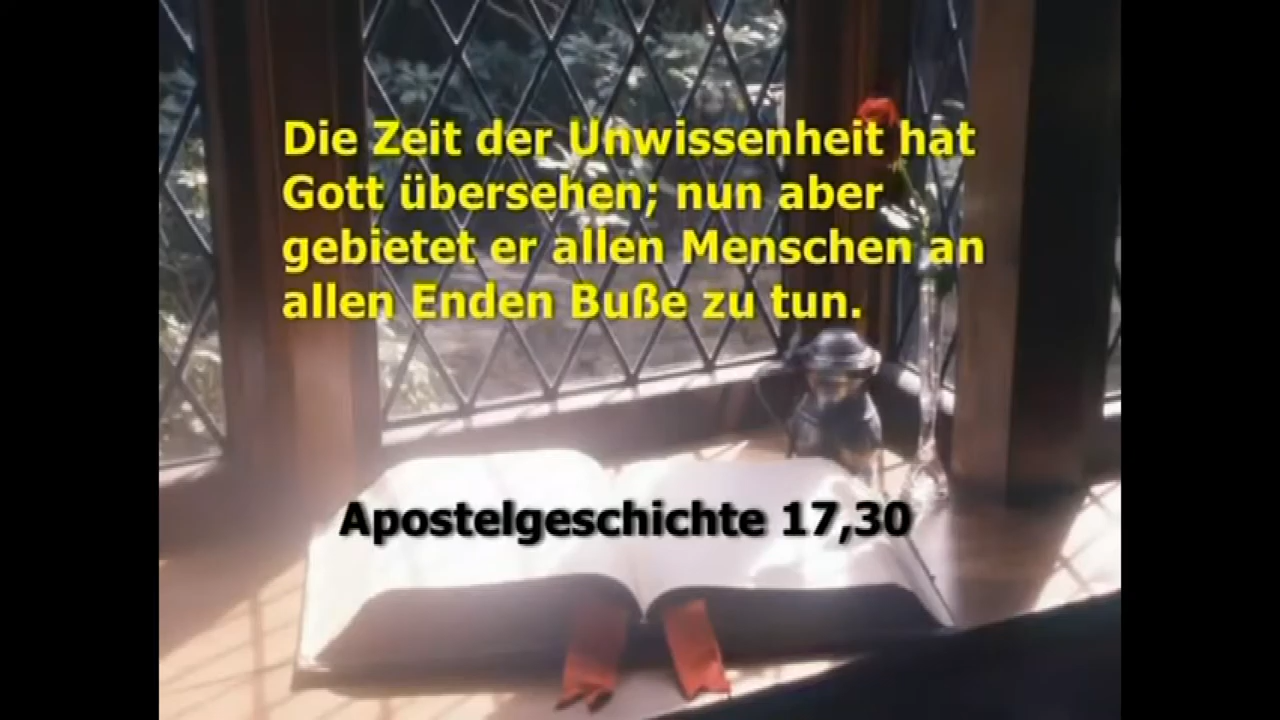 Die Zeit der Unwissenheit hat
Gott übersehen; nun aber
gebietet er allen Menschen an
allen Enden Buße zu tun.
Apostelgeschichte 17,30